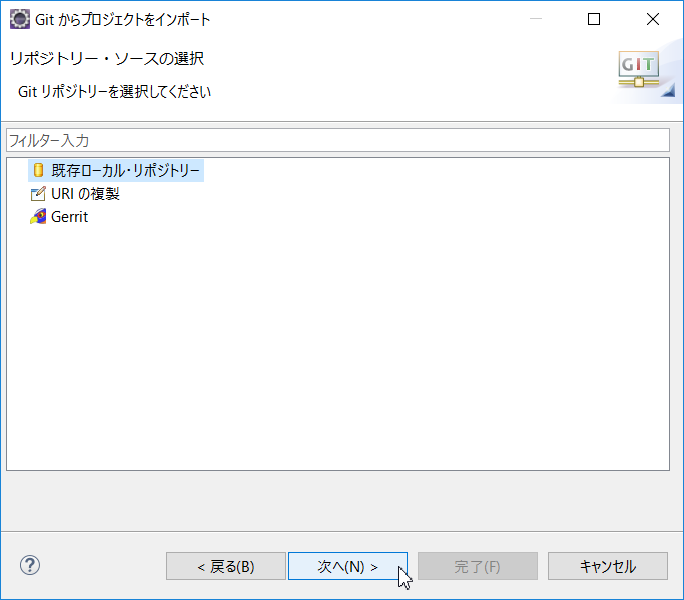 Git からプロジェクトをインポート
リポジトリー・ソースの選択
Git リポジトリーを選択してください
GIT
フィルター入力
既存ローカル・リポジトリー
URI の複製
Gerrit
?
< 戻る(B)
次へ(N) >
完了(F)
キャンセル